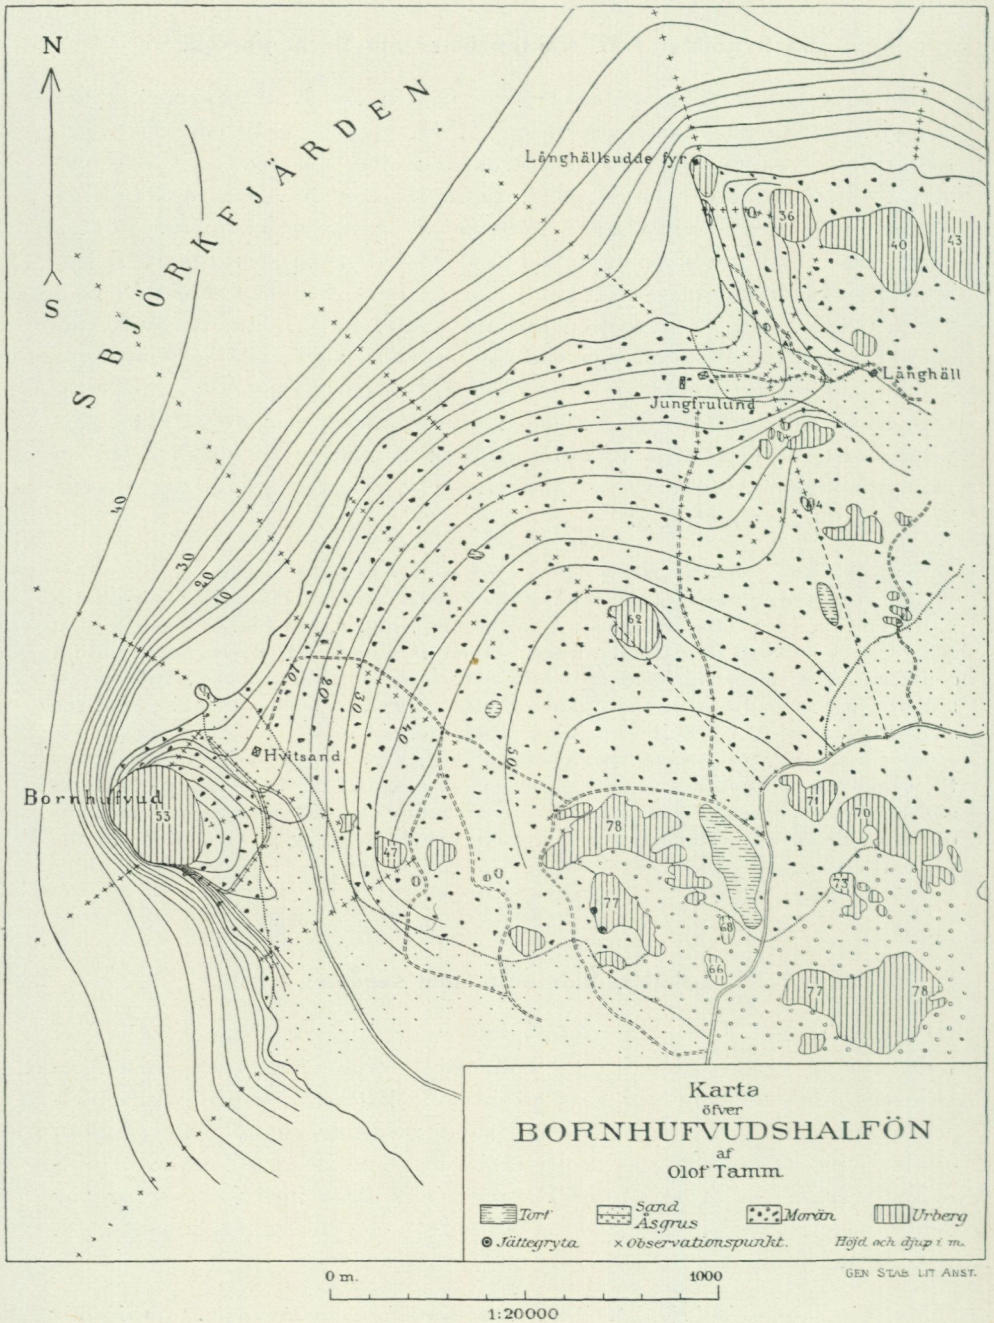 N
S
S BJÖRKFJÄRDEN
Långhällsudde fyr
36
40
43
Långhäll
Jungfrulund
40
30
20
10
62
10
20
30
40
50
Hvitsand
Bornhufvud
53
47
78
71
70
77
73
68
66
77
78
Karta
öfver
BORNHUFVUDSHALFÖN
af
Olof Tamm
Torf
Sand
Åsgrus
Morän
Urberg
Jättegryta
× Observationspunkt.
Höjd och djup i m.
GEN STAB LIT ANST.
0 m.
1000
1:20000